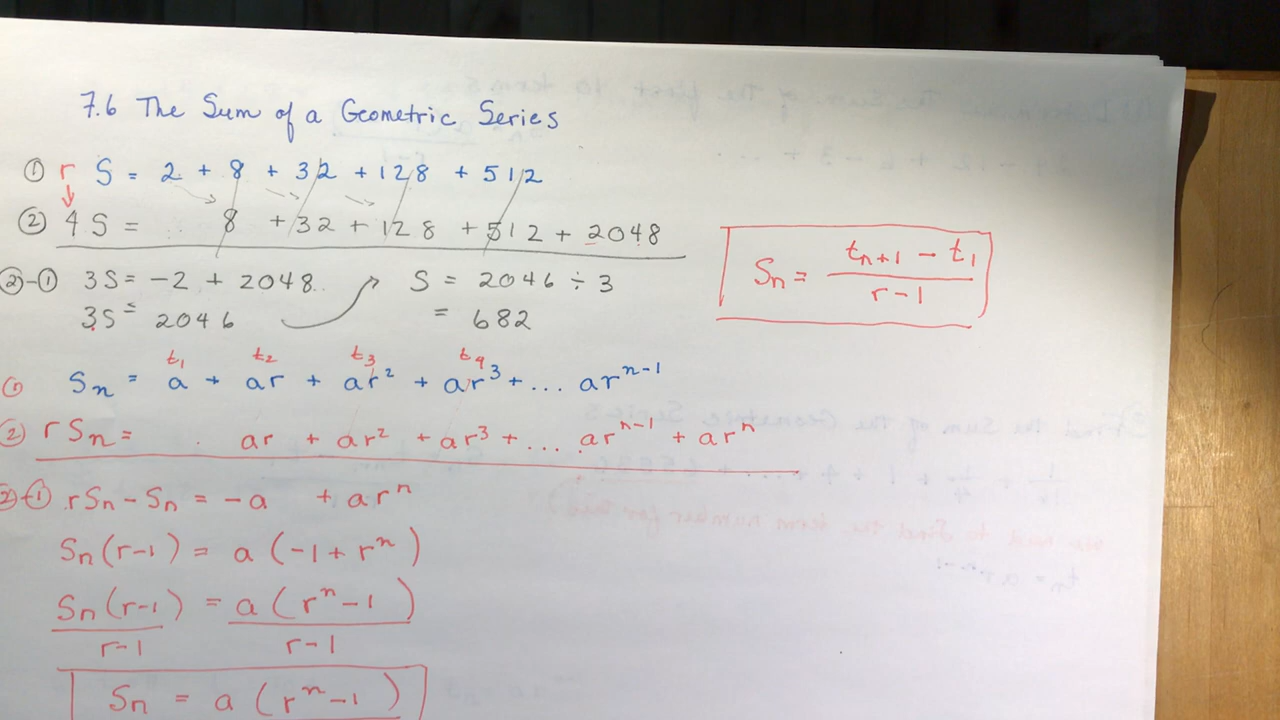 7.6 The Sum of a Geometric Series
① r S = 2 + 8 + 32 + 128 + 512
② 4 S = 8 + 32 + 128 + 512 + 2048
②-① 3S = -2 + 2048 S = 2046 ÷ 3
3S = 2046 = 682
Sn = (tn+1 - t1) / (r-1)
t1 t2 t3 t4
① Sn = a + ar + ar² + ar³ + ... arⁿ⁻¹
② rSn = ar + ar² + ar³ + ... arⁿ⁻¹ + arⁿ
②-① rSn - Sn = -a + arⁿ
Sn(r-1) = a(-1 + rⁿ)
Sn(r-1) = a(rⁿ-1)
r-1 r-1
Sn = a(rⁿ-1)